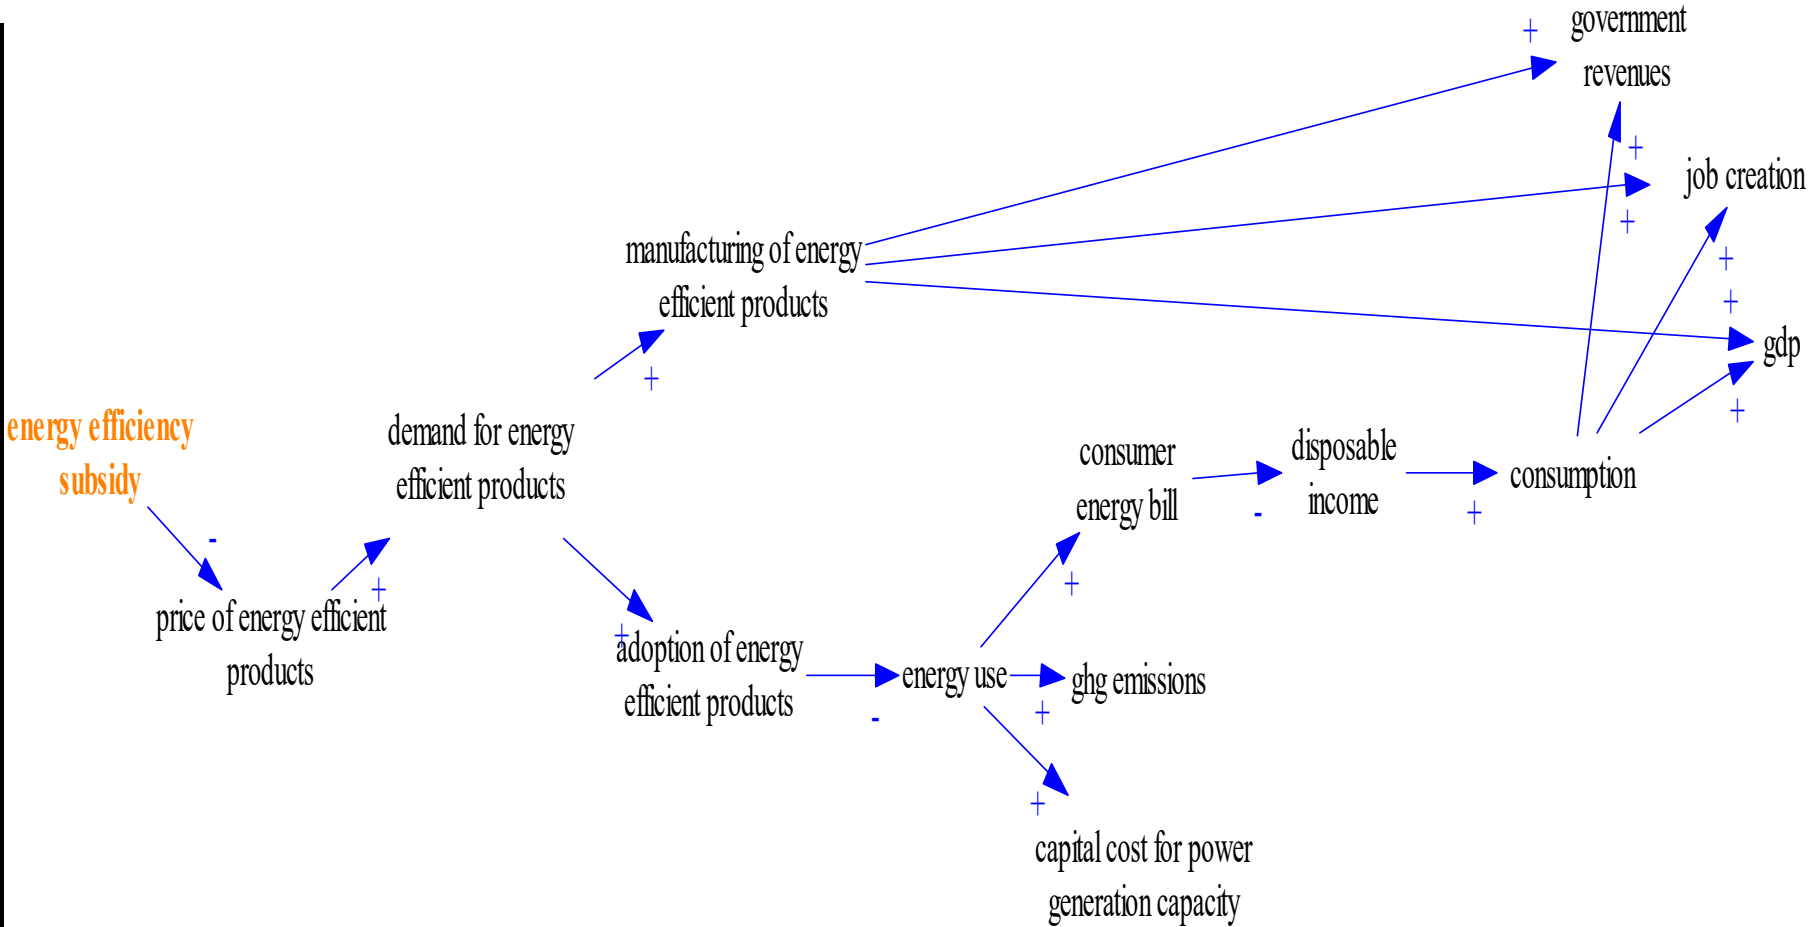 government
revenues
job creation
manufacturing of energy
efficient products
gdp
energy efficiency
subsidy
demand for energy
efficient products
consumer
energy bill
disposable
income
consumption
price of energy efficient
products
adoption of energy
efficient products
energy use
ghg emissions
capital cost for power
generation capacity
+
+
+
+
+
+
+
-
+
+
-
+
+
-
+
+